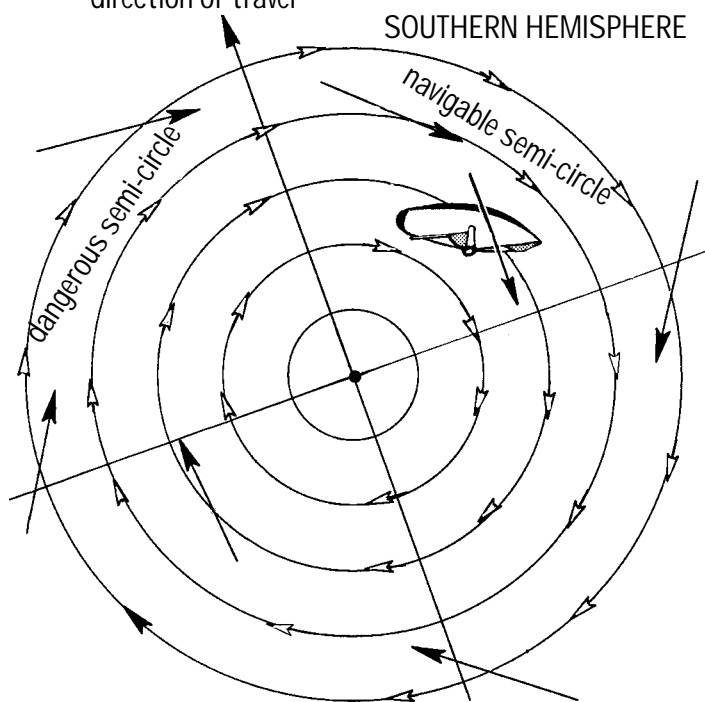 direction of travel
SOUTHERN HEMISPHERE
navigable semi-circle
dangerous semi-circle